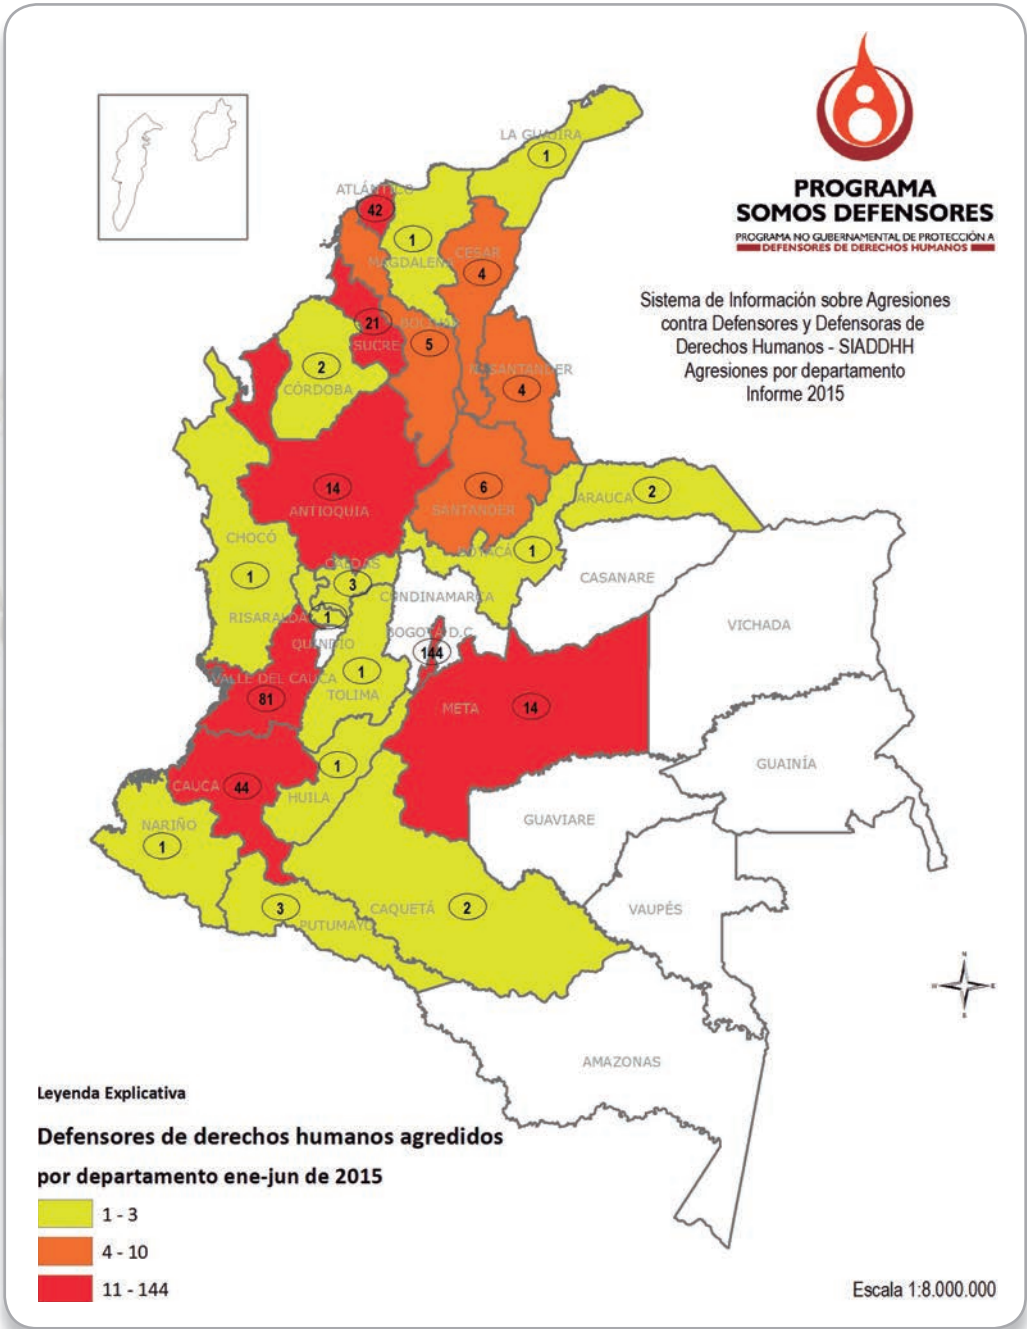 PROGRAMA
SOMOS DEFENSORES
PROGRAMA NO GUBERNAMENTAL DE PROTECCIÓN A
DEFENSORES DE DERECHOS HUMANOS
Sistema de Información sobre Agresiones
contra Defensores y Defensoras de
Derechos Humanos - SIADDHH
Agresiones por departamento
Informe 2015
LA GUAJIRA
1
ATLÁNTICO
42
1
MAGDALENA
CESAR
4
21
SUCRE
BOLIVAR
5
2
CÓRDOBA
N. SANTANDER
4
14
ANTIOQUIA
6
SANTANDER
ARAUCA
2
CHOCÓ
1
BOYACÁ
1
CASANARE
CALDAS
3
CUNDINAMARCA
RISARALDA
1
QUINDIO
BOGOTÁ D.C.
144
VICHADA
VALLE DEL CAUCA
81
1
TOLIMA
META
14
GUAINÍA
CAUCA
44
1
HUILA
GUAVIARE
NARIÑO
1
3
PUTUMAYO
CAQUETÁ
2
VAUPÉS
AMAZONAS
N
E
S
Leyenda Explicativa
Defensores de derechos humanos agredidos
por departamento ene-jun de 2015
1 - 3
4 - 10
11 - 144
Escala 1:8.000.000